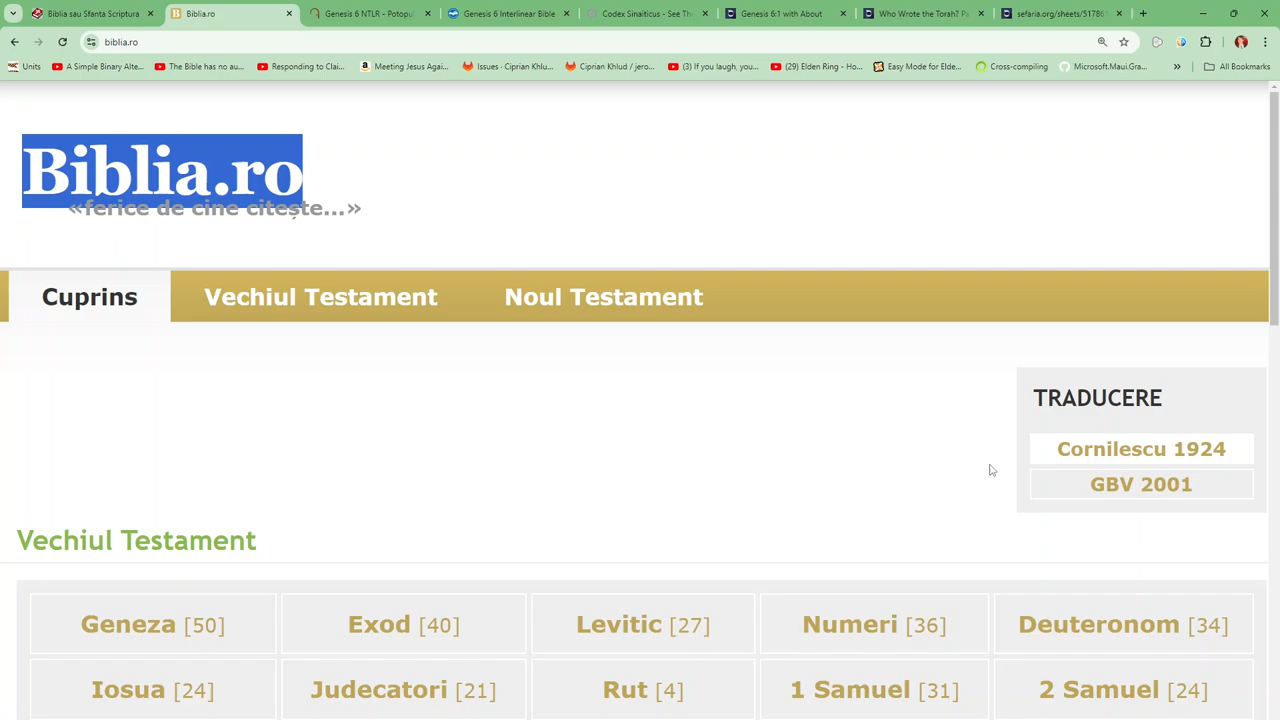 Biblia sau Sfanta Scriptura
Biblia.ro
Genesis 6 NTLR - Potopu
Genesis 6 Interlinear Bible
Codex Sinaiticus - See Th
Genesis 6:1 with About
Who Wrote the Torah? Pa
sefaria.org/sheets/51786
biblia.ro
Units
A Simple Binary Alte...
The Bible has no au...
Responding to Clai...
Meeting Jesus Agai...
Issues · Ciprian Khlu...
Ciprian Khlud / jero...
(3) If you laugh, you...
(29) Elden Ring - Ho...
Easy Mode for Elde...
Cross-compiling
Microsoft.Maui.Gra...
All Bookmarks
Biblia.ro
«ferice de cine citește...»
Cuprins
Vechiul Testament
Noul Testament
TRADUCERE
Cornilescu 1924
GBV 2001
Vechiul Testament
Geneza [50]
Exod [40]
Levitic [27]
Numeri [36]
Deuteronom [34]
Iosua [24]
Judecatori [21]
Rut [4]
1 Samuel [31]
2 Samuel [24]